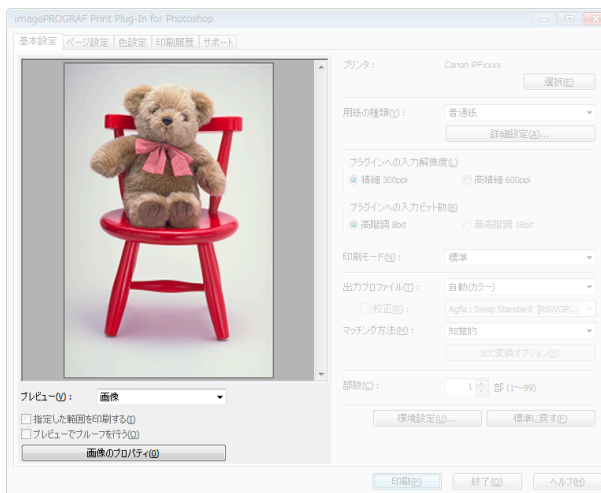 imagePROGRAF Print Plug-In for Photoshop
基本設定 ページ設定 色設定 印刷履歴 サポート
プリンタ: Canon iPFxxxx
選択(E)
用紙の種類(Y): 普通紙
詳細設定(A)...
プラグインへの入力解像度(L)
精細 300ppi 高精細 600ppi
プラグインへの入力ビット数(B)
高階調 8bit 最高階調 16bit
印刷モード(N): 標準
出力プロファイル(T): 自動(カラー)
校正(R): Agfa : Swop Standard [RSWOP...
マッチング方法(M): 知覚的
ICC変換オプション(S)
部数(C): 1 部 (1~99)
プレビュー(V): 画像
指定した範囲を印刷する(I)
プレビューでプルーフを行う(O)
画像のプロパティ(0)
環境設定(U)... 標準に戻す(F)
印刷(P) 終了(Q) ヘルプ(H)